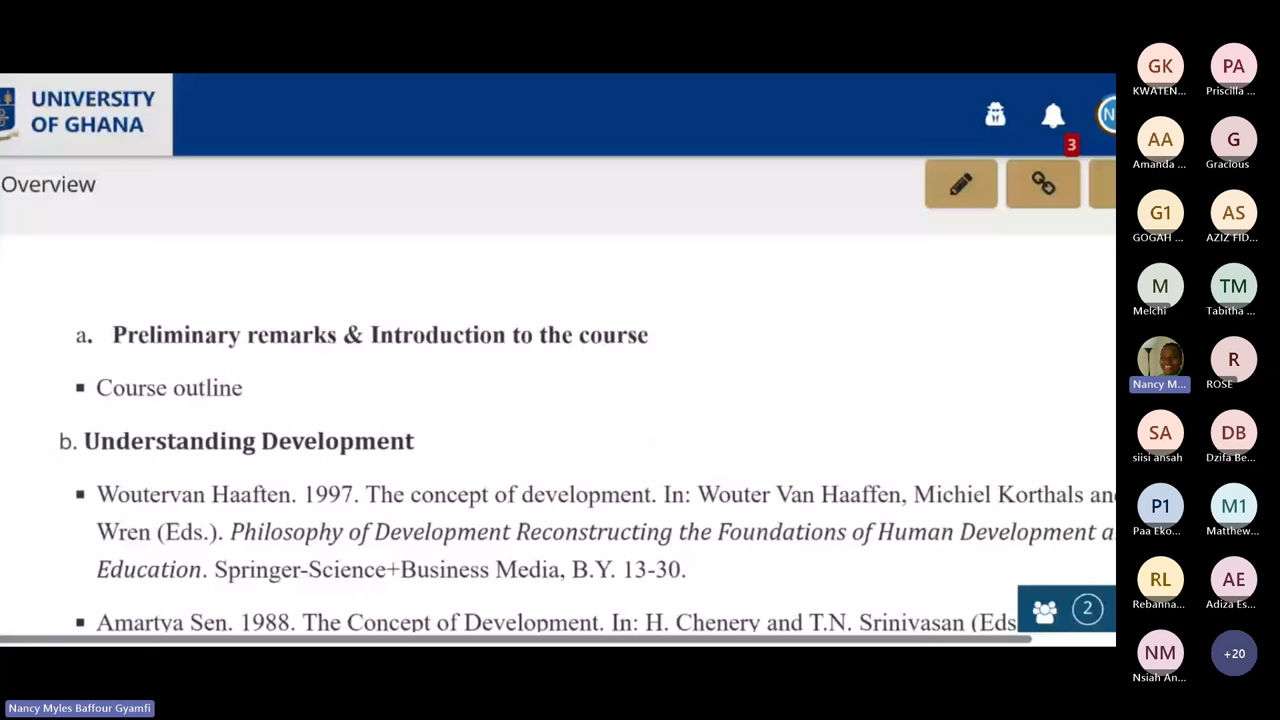 UNIVERSITY
OF GHANA
3
N
Overview
a. Preliminary remarks & Introduction to the course
▪ Course outline
b. Understanding Development
▪ Woutervan Haaften. 1997. The concept of development. In: Wouter Van Haaffen, Michiel Korthals an
Wren (Eds.). Philosophy of Development Reconstructing the Foundations of Human Development a
Education. Springer-Science+Business Media, B.Y. 13-30.
▪ Amartya Sen. 1988. The Concept of Development. In: H. Chenery and T.N. Srinivasan (Eds
2
GK PA
KWATEN... Priscilla ...
AA G
Amanda ... Gracious
G1 AS
GOGAH ... AZIZ FID...
M TM
Melchi Tabitha ...
R
Nancy M... ROSE
SA DB
siisi ansah Dzifa Be...
P1 M1
Paa Eko... Matthew...
RL AE
Rebanna... Adiza Es...
NM +20
Nsiah An...
Nancy Myles Baffour Gyamfi